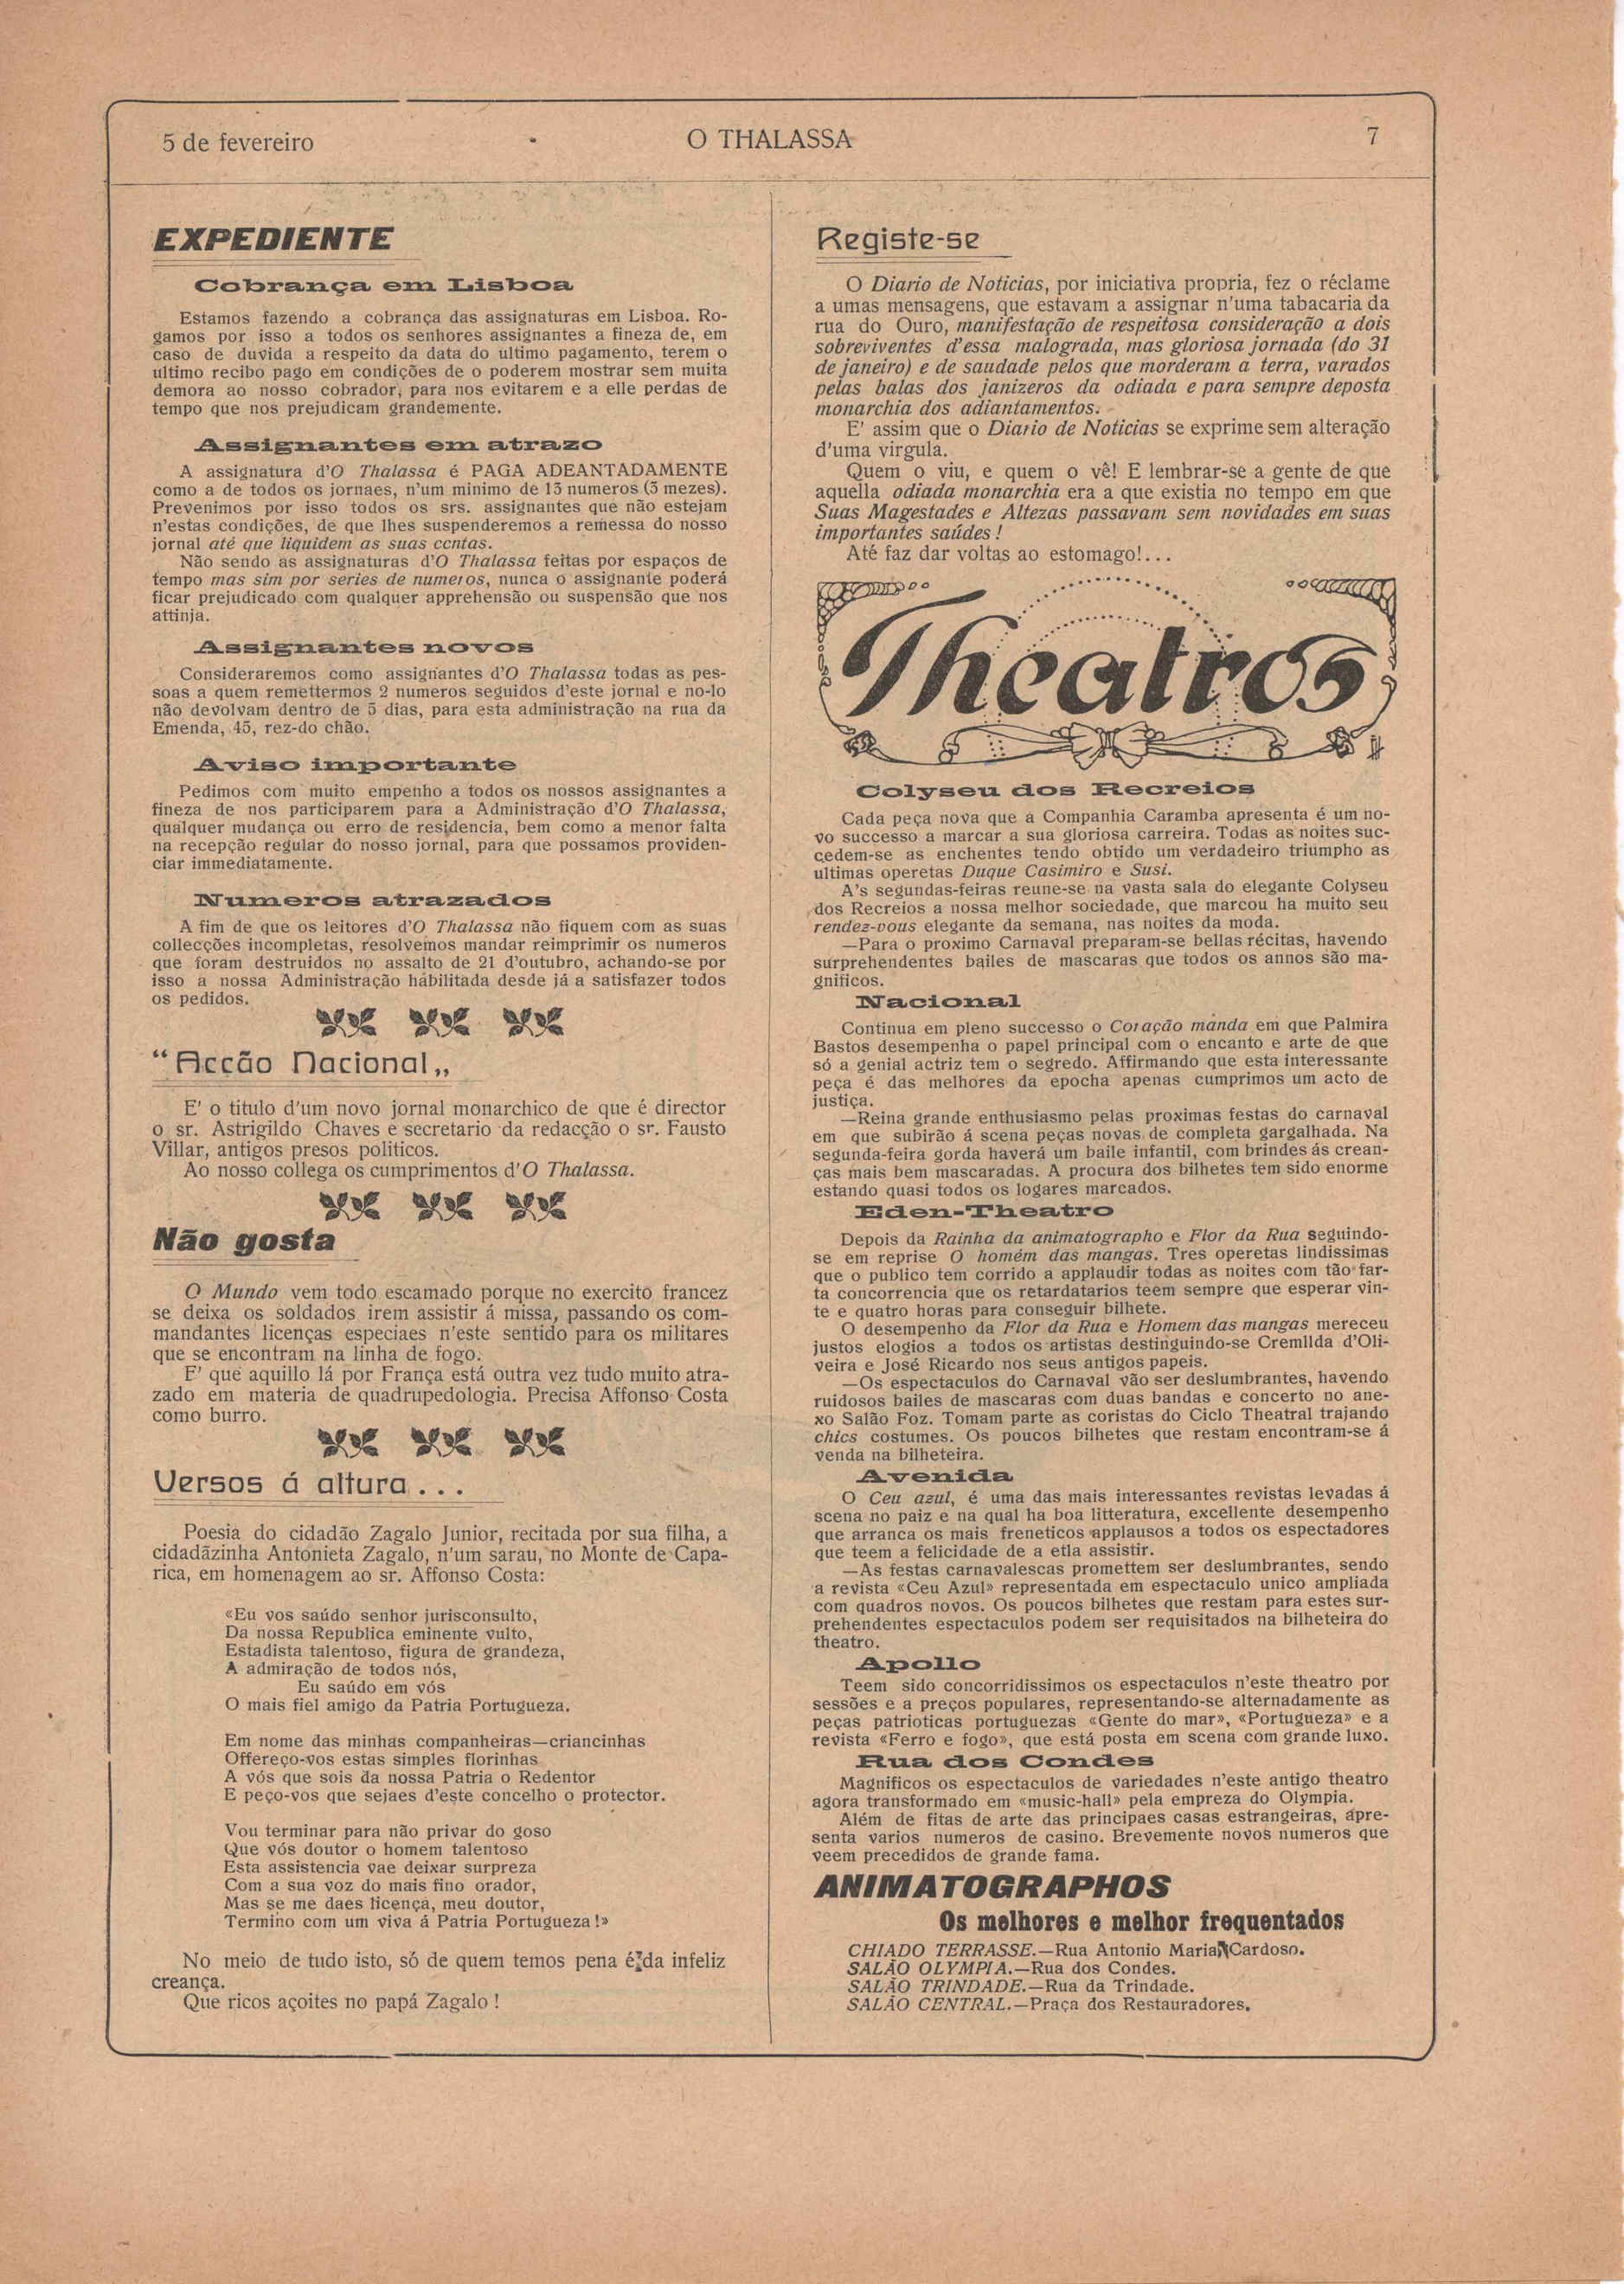 5 de fevereiro
O THALASSA
7
EXPEDIENTE
Cobrança em Lisboa
Estamos fazendo a cobrança das assignaturas em Lisboa. Ro-
gamos por isso a todos os senhores assignantes a fineza de, em
caso de duvida a respeito da data do ultimo pagamento, terem o
ultimo recibo pago em condições de o poderem mostrar sem muita
demora ao nosso cobrador, para nos evitarem e a elle perdas de
tempo que nos prejudicam grandemente.
Assignantes em atrazo
A assignatura d'O Thalassa é PAGA ADEANTADAMENTE
como a de todos os jornaes, n'um minimo de 13 numeros (3 mezes).
Prevenimos por isso todos os srs. assignantes que não estejam
n'estas condições, de que lhes suspenderemos a remessa do nosso
jornal até que liquidem as suas ccntas.
Não sendo as assignaturas d'O Thalassa feitas por espaços de
tempo mas sim por series de numeros, nunca o assignante poderá
ficar prejudicado com qualquer apprehensão ou suspensão que nos
attinja.
Assignantes novos
Consideraremos como assignantes d'O Thalassa todas as pes-
soas a quem remettermos 2 numeros seguidos d'este jornal e no-lo
não devolvam dentro de 5 dias, para esta administração na rua da
Emenda, 45, rez-do chão.
Aviso importante
Pedimos com muito empenho a todos os nossos assignantes a
fineza de nos participarem para a Administração d'O Thalassa,
qualquer mudança ou erro de residencia, bem como a menor falta
na recepção regular do nosso jornal, para que possamos providen-
ciar immediatamente.
Numeros atrazados
A fim de que os leitores d'O Thalassa não fiquem com as suas
collecções incompletas, resolvemos mandar reimprimir os numeros
que foram destruidos no assalto de 21 d'outubro, achando-se por
isso a nossa Administração habilitada desde já a satisfazer todos
os pedidos.
"Acção Nacional„
E' o titulo d'um novo jornal monarchico de que é director
o sr. Astrigildo Chaves e secretario da redacção o sr. Fausto
Villar, antigos presos politicos.
Ao nosso collega os cumprimentos d'O Thalassa.
Não gosta
O Mundo vem todo escamado porque no exercito francez
se deixa os soldados irem assistir á missa, passando os com-
mandantes licenças especiaes n'este sentido para os militares
que se encontram na linha de fogo.
E' que aquillo lá por França está outra vez tudo muito atra-
zado em materia de quadrupedologia. Precisa Affonso Costa
como burro.
Versos á altura...
Poesia do cidadão Zagalo Junior, recitada por sua filha, a
cidadãzinha Antonieta Zagalo, n'um sarau, no Monte de Capa-
rica, em homenagem ao sr. Affonso Costa:
«Eu vos saúdo senhor jurisconsulto,
Da nossa Republica eminente vulto,
Estadista talentoso, figura de grandeza,
A admiração de todos nós,
Eu saúdo em vós
O mais fiel amigo da Patria Portugueza.
Em nome das minhas companheiras—criancinhas
Offereço-vos estas simples florinhas
A vós que sois da nossa Patria o Redentor
E peço-vos que sejaes d'este concelho o protector.
Vou terminar para não privar do goso
Que vós doutor o homem talentoso
Esta assistencia vae deixar surpreza
Com a sua voz do mais fino orador,
Mas se me daes licença, meu doutor,
Termino com um viva á Patria Portugueza!»
No meio de tudo isto, só de quem temos pena é da infeliz
creança.
Que ricos açoites no papá Zagalo!
Registe-se
O Diario de Noticias, por iniciativa propria, fez o réclame
a umas mensagens, que estavam a assignar n'uma tabacaria da
rua do Ouro, manifestação de respeitosa consideração a dois
sobreviventes d'essa malograda, mas gloriosa jornada (do 31
de janeiro) e de saudade pelos que morderam a terra, varados
pelas balas dos janizeros da odiada e para sempre deposta
monarchia dos adiantamentos.
E' assim que o Diario de Noticias se exprime sem alteração
d'uma virgula.
Quem o viu, e quem o vê! E lembrar-se a gente de que
aquella odiada monarchia era a que existia no tempo em que
Suas Magestades e Altezas passavam sem novidades em suas
importantes saúdes!
Até faz dar voltas ao estomago!...
Theatros
Colyseu dos Recreios
Cada peça nova que a Companhia Caramba apresenta é um no-
vo successo a marcar a sua gloriosa carreira. Todas as noites suc-
cedem-se as enchentes tendo obtido um verdadeiro triumpho as
ultimas operetas Duque Casimiro e Susi.
A's segundas-feiras reune-se na vasta sala do elegante Colyseu
dos Recreios a nossa melhor sociedade, que marcou ha muito seu
rendez-vous elegante da semana, nas noites da moda.
—Para o proximo Carnaval preparam-se bellas récitas, havendo
surprehendentes bailes de mascaras que todos os annos são ma-
gnificos.
Nacional
Continua em pleno successo o Coração manda em que Palmira
Bastos desempenha o papel principal com o encanto e arte de que
só a genial actriz tem o segredo. Affirmando que esta interessante
peça é das melhores da epocha apenas cumprimos um acto de
justiça.
—Reina grande enthusiasmo pelas proximas festas do carnaval
em que subirão á scena peças novas de completa gargalhada. Na
segunda-feira gorda haverá um baile infantil, com brindes ás crean-
ças mais bem mascaradas. A procura dos bilhetes tem sido enorme
estando quasi todos os logares marcados.
Eden-Theatro
Depois da Rainha da animatographo e Flor da Rua seguindo-
se em reprise O homém das mangas. Tres operetas lindissimas
que o publico tem corrido a applaudir todas as noites com tão far-
ta concorrencia que os retardatarios teem sempre que esperar vin-
te e quatro horas para conseguir bilhete.
O desempenho da Flor da Rua e Homem das mangas mereceu
justos elogios a todos os artistas destinguindo-se Cremilda d'Oli-
veira e José Ricardo nos seus antigos papeis.
—Os espectaculos do Carnaval vão ser deslumbrantes, havendo
ruidosos bailes de mascaras com duas bandas e concerto no ane-
xo Salão Foz. Tomam parte as coristas do Ciclo Theatral trajando
chics costumes. Os poucos bilhetes que restam encontram-se á
venda na bilheteira.
Avenida
O Ceu azul, é uma das mais interessantes revistas levadas á
scena no paiz e na qual ha boa litteratura, excellente desempenho
que arranca os mais freneticos applausos a todos os espectadores
que teem a felicidade de a etla assistir.
—As festas carnavalescas promettem ser deslumbrantes, sendo
a revista «Ceu Azul» representada em espectaculo unico ampliada
com quadros novos. Os poucos bilhetes que restam para estes sur-
prehendentes espectaculos podem ser requisitados na bilheteira do
theatro.
Apollo
Teem sido concorridissimos os espectaculos n'este theatro por
sessões e a preços populares, representando-se alternadamente as
peças patrioticas portuguezas «Gente do mar», «Portugueza» e a
revista «Ferro e fogo», que está posta em scena com grande luxo.
Rua dos Condes
Magnificos os espectaculos de variedades n'este antigo theatro
agora transformado em «music-hall» pela empreza do Olympia.
Além de fitas de arte das principaes casas estrangeiras, apre-
senta varios numeros de casino. Brevemente novos numeros que
veem precedidos de grande fama.
ANIMATOGRAPHOS
Os melhores e melhor frequentados
CHIADO TERRASSE.—Rua Antonio Maria Cardoso.
SALÃO OLYMPIA.—Rua dos Condes.
SALÃO TRINDADE.—Rua da Trindade.
SALÃO CENTRAL.—Praça dos Restauradores.